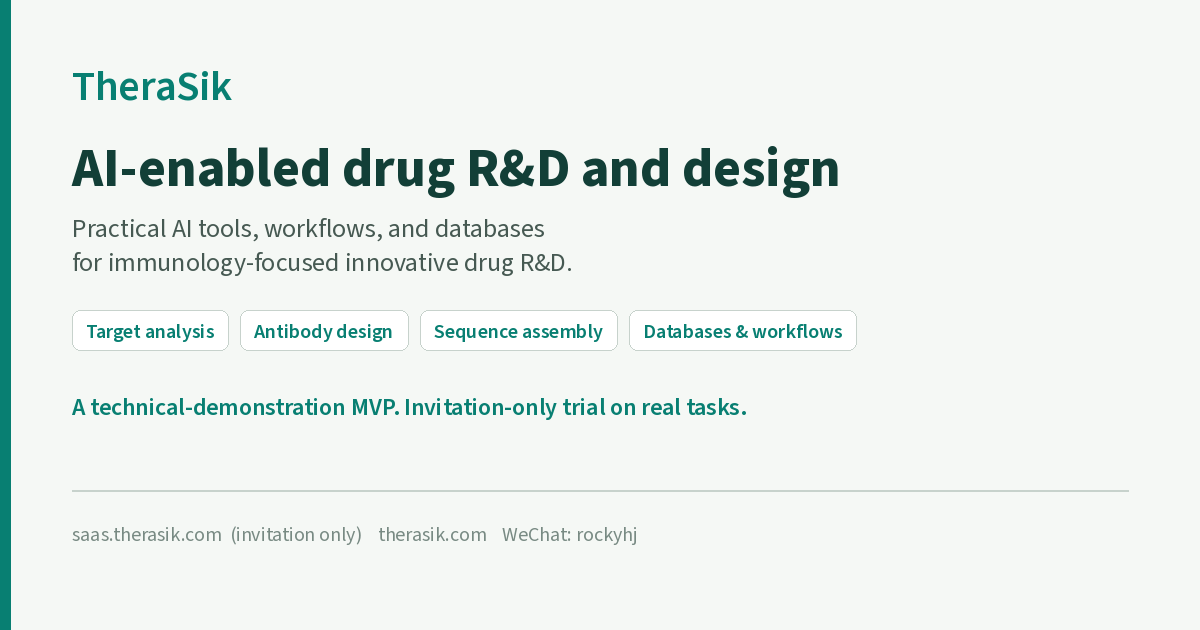 TheraSik
AI-enabled drug R&D and design
Practical AI tools, workflows, and databases
for immunology-focused innovative drug R&D.
Target analysis
Antibody design
Sequence assembly
Databases & workflows
A technical-demonstration MVP. Invitation-only trial on real tasks.
saas.therasik.com (invitation only) therasik.com WeChat: rockyhj